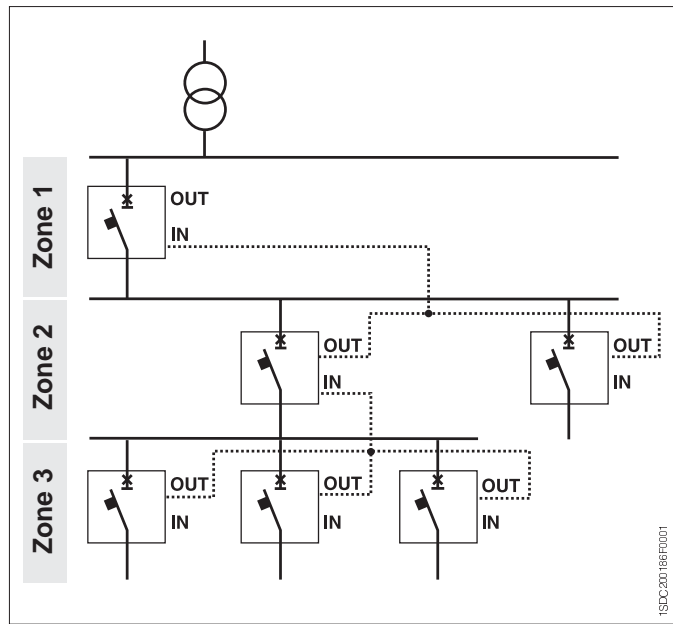 Zone 1
OUT
IN
Zone 2
OUT
IN
OUT
IN
Zone 3
OUT
IN
OUT
IN
OUT
IN
1SDC200186F0001